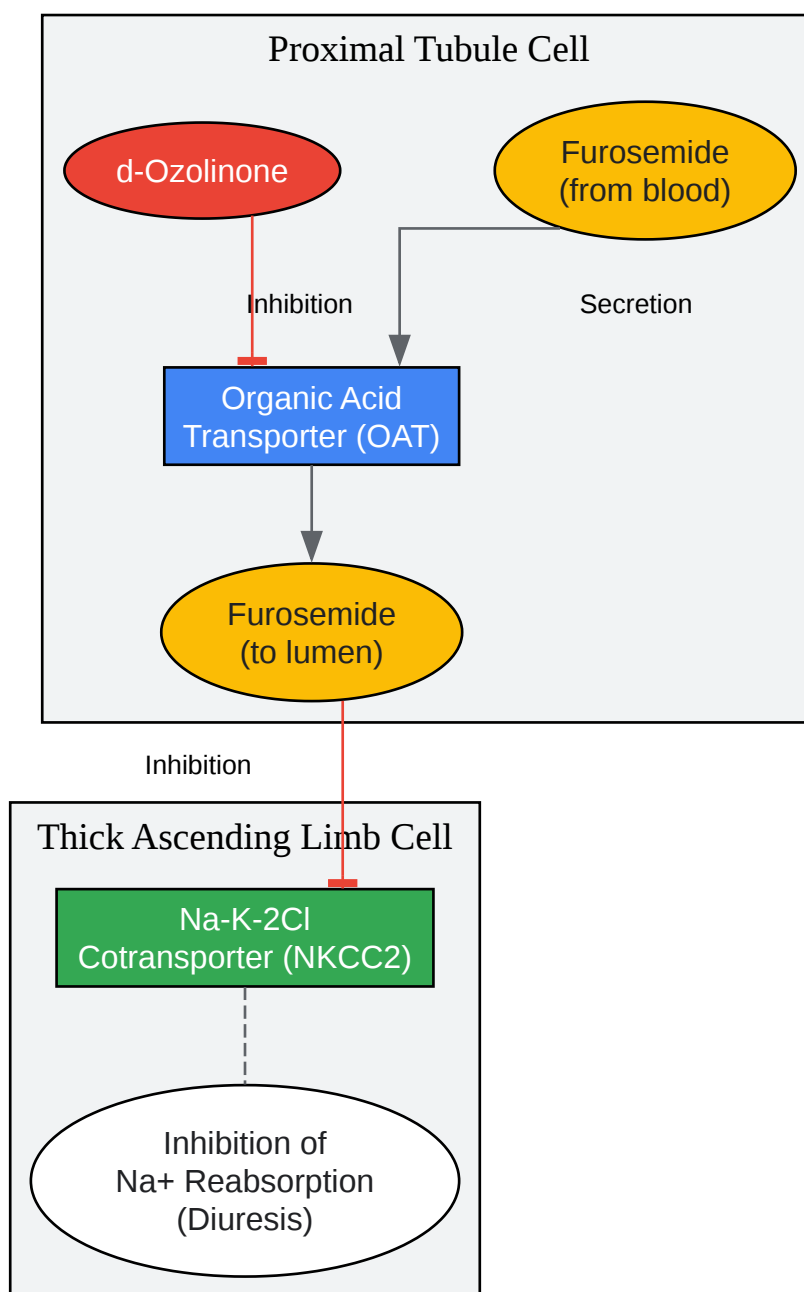 Proximal Tubule Cell
d-Ozolinone
Furosemide
(from blood)
Inhibition
Secretion
Organic Acid
Transporter (OAT)
Furosemide
(to lumen)
Inhibition
Thick Ascending Limb Cell
Na-K-2Cl
Cotransporter (NKCC2)
Inhibition of
Na+ Reabsorption
(Diuresis)